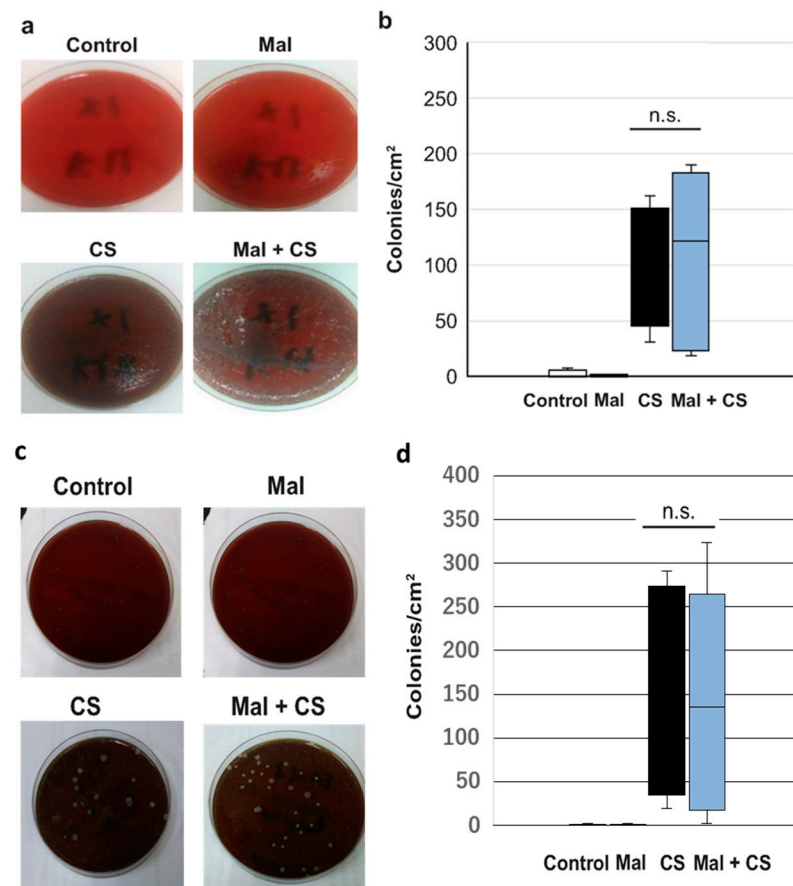 a
Control Mal
CS Mal + CS
b
300
250
200
150
100
50
0
Colonies/cm²
n.s.
Control Mal CS Mal + CS
c
Control Mal
CS Mal + CS
d
400
350
300
250
200
150
100
50
0
Colonies/cm²
n.s.
Control Mal CS Mal + CS